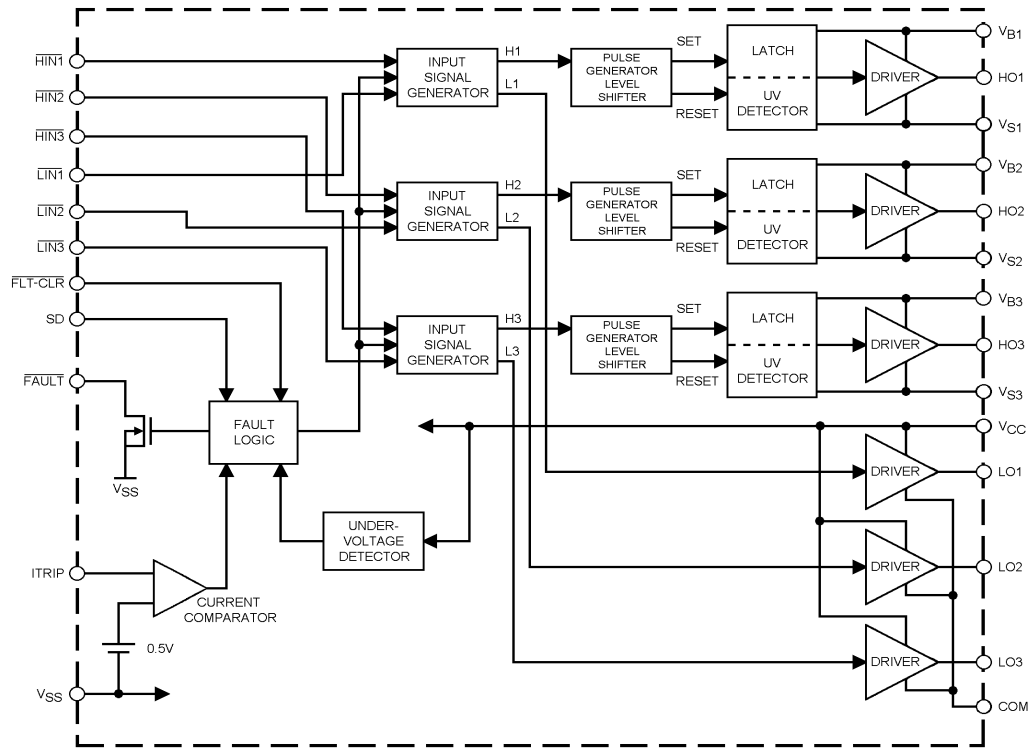 HIN1
HIN2
HIN3
LIN1
LIN2
LIN3
FLT-CLR
SD
FAULT
VSS
ITRIP
VSS
0.5V
CURRENT
COMPARATOR
FAULT
LOGIC
UNDER-
VOLTAGE
DETECTOR
INPUT
SIGNAL
GENERATOR
H1
L1
PULSE
GENERATOR
LEVEL
SHIFTER
SET
RESET
LATCH
UV
DETECTOR
DRIVER
VB1
HO1
VS1
INPUT
SIGNAL
GENERATOR
H2
L2
PULSE
GENERATOR
LEVEL
SHIFTER
SET
RESET
LATCH
UV
DETECTOR
DRIVER
VB2
HO2
VS2
INPUT
SIGNAL
GENERATOR
H3
L3
PULSE
GENERATOR
LEVEL
SHIFTER
SET
RESET
LATCH
UV
DETECTOR
DRIVER
VB3
HO3
VS3
VCC
DRIVER
LO1
DRIVER
LO2
DRIVER
LO3
COM